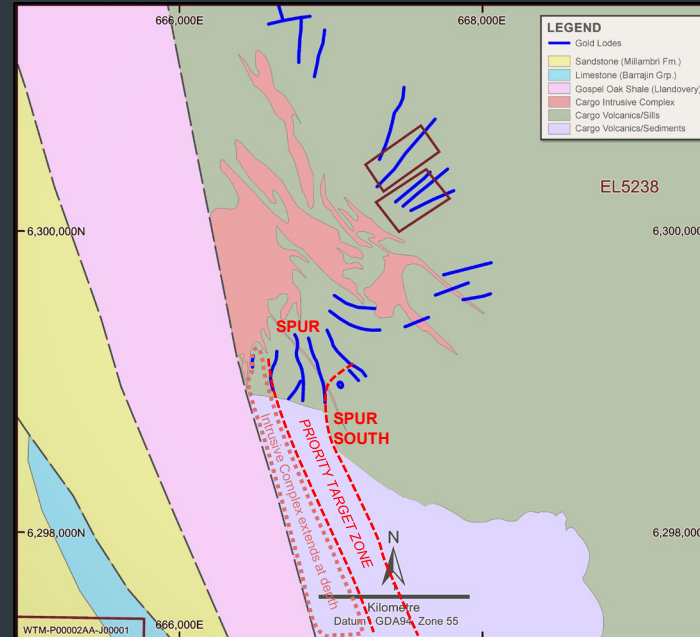 666,000E
668,000E
LEGEND
Gold Lodes
Sandstone (Millambri Fm.)
Limestone (Barrajin Grp.)
Gospel Oak Shale (Llandovery)
Cargo Intrusive Complex
Cargo Volcanics/Sills
Cargo Volcanics/Sediments
EL5238
6,300,000N
6,300,00
SPUR
SPUR
SOUTH
PRIORITY TARGET ZONE
Intrusive Complex extends at depth
6,298,000N
6,298,00
N
Kilometre
Datum GDA94 Zone 55
666,000E
WTM-P00002AA-J00001